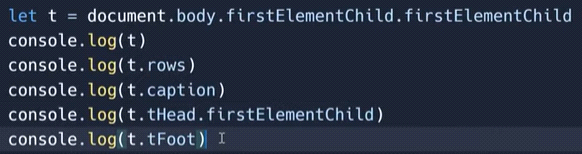 let t = document.body.firstElementChild.firstElementChild
console.log(t)
console.log(t.rows)
console.log(t.caption)
console.log(t.tHead.firstElementChild)
console.log(t.tFoot)